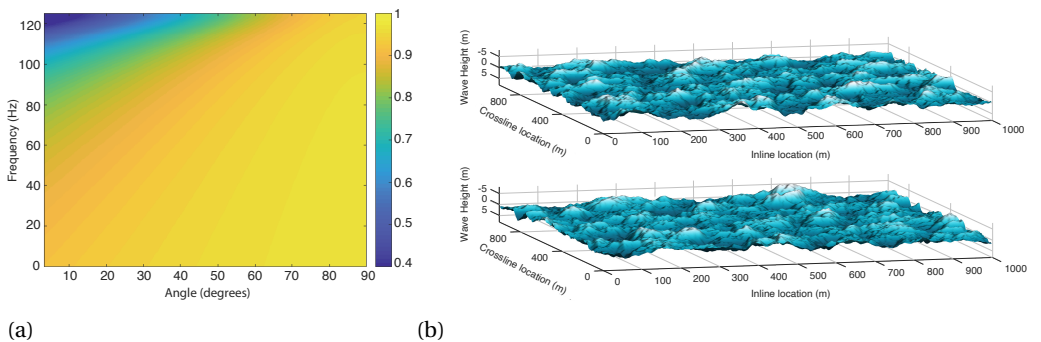 120
100
80
60
40
20
0
Frequency (Hz)
10 20 30 40 50 60 70 80 90
Angle (degrees)
1
0.9
0.8
0.7
0.6
0.5
0.4
(a)
Wave Height (m)
-5
0
5
800
400
0
Crossline location (m)
0 100 200 300 400 500 600 700 800 900 1000
Inline location (m)
Wave Height (m)
-5
0
5
800
400
0
Crossline location (m)
0 100 200 300 400 500 600 700 800 900 1000
Inline location (m)
(b)